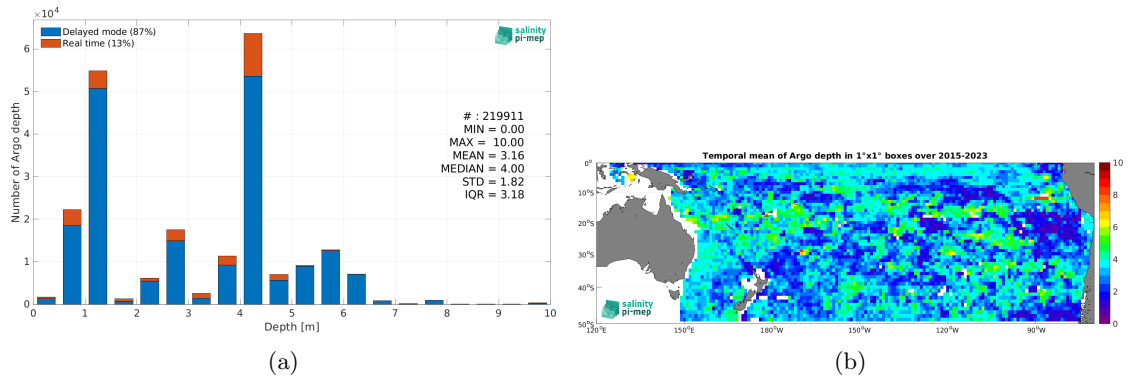 ×10⁴
Delayed mode (87%)
Real time (13%)
salinity
pi-mep
6
5
4
3
2
1
0
Number of Argo depth
# : 219911
MIN = 0.00
MAX = 10.00
MEAN = 3.16
MEDIAN = 4.00
STD = 1.82
IQR = 3.18
0 1 2 3 4 5 6 7 8 9 10
Depth [m]
(a)
Temporal mean of Argo depth in 1°x1° boxes over 2015-2023
0°
10°S
20°S
30°S
40°S
50°S
120°E 150°E 180°W 150°W 120°W 90°W
salinity
pi-mep
10
8
6
4
2
0
(b)